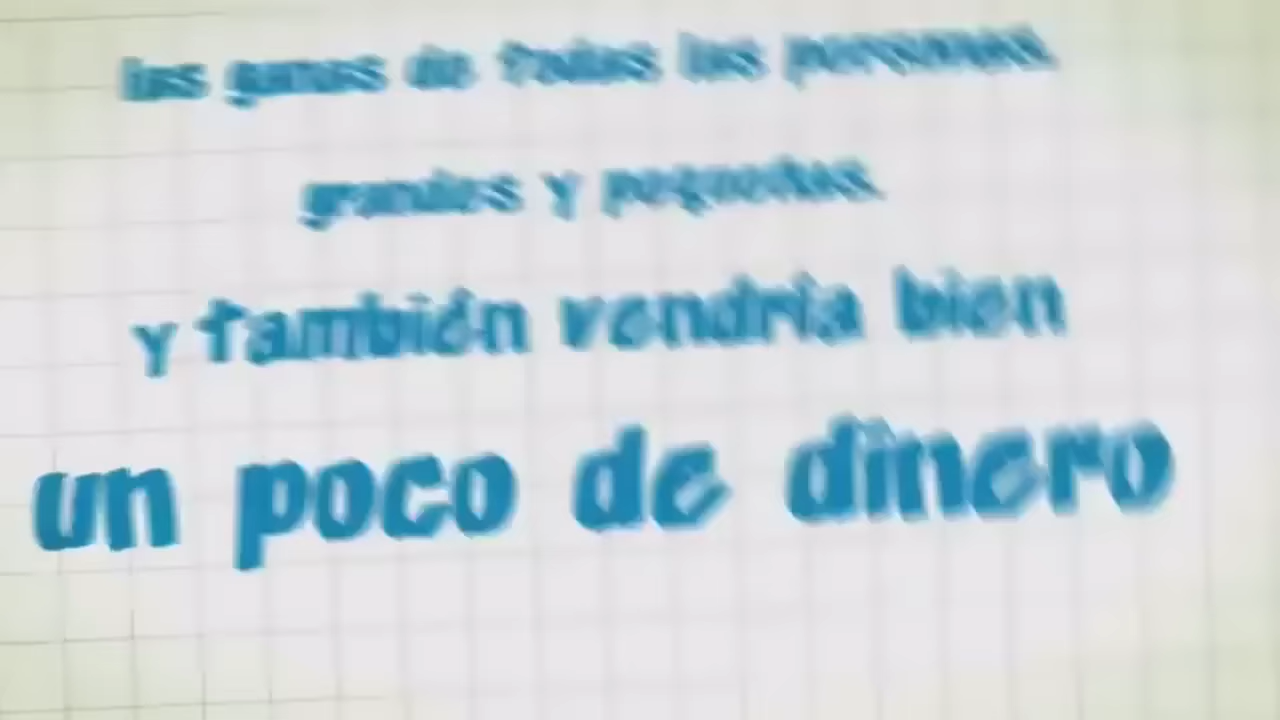 las ganas de todas las personas,
grandes y pequeñas,
y también vendría bien
un poco de dinero